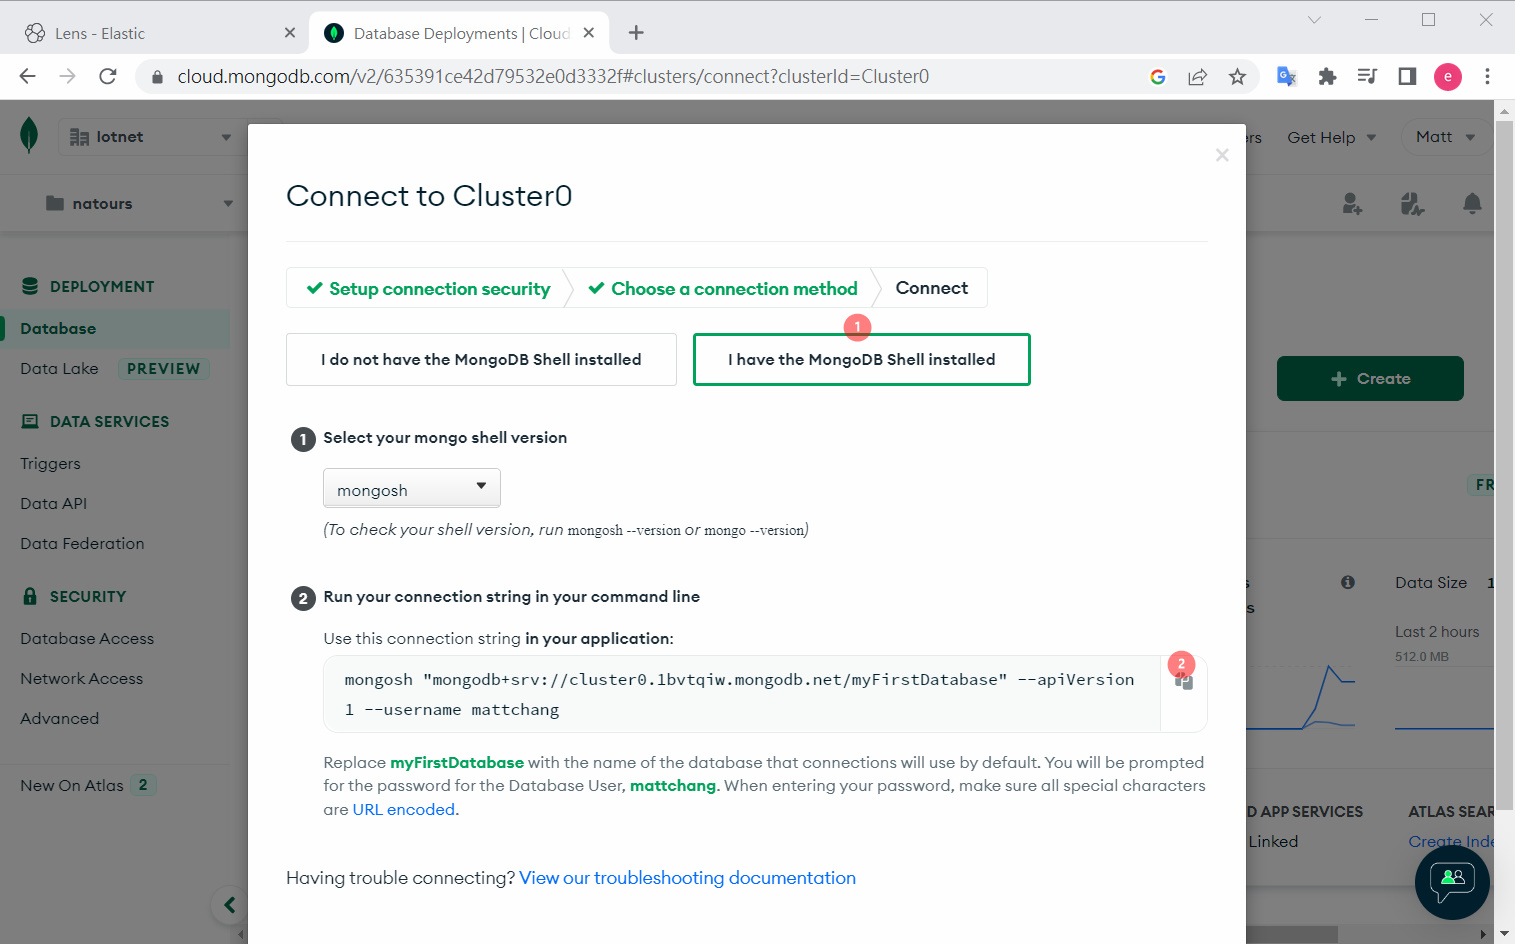 Lens - Elastic
Database Deployments | Cloud
cloud.mongodb.com/v2/635391ce42d79532e0d3332f#clusters/connect?clusterId=Cluster0
e
Iotnet
ers
Get Help
Matt
natours
DEPLOYMENT
Database
Data Lake PREVIEW
DATA SERVICES
Triggers
Data API
Data Federation
SECURITY
Database Access
Network Access
Advanced
New On Atlas 2
Connect to Cluster0
Setup connection security
Choose a connection method
Connect
1
I do not have the MongoDB Shell installed
I have the MongoDB Shell installed
1 Select your mongo shell version
mongosh
(To check your shell version, run mongosh --version or mongo --version)
2 Run your connection string in your command line
Use this connection string in your application:
2
mongosh "mongodb+srv://cluster0.1bvtqiw.mongodb.net/myFirstDatabase" --apiVersion
1 --username mattchang
Replace myFirstDatabase with the name of the database that connections will use by default. You will be prompted
for the password for the Database User, mattchang. When entering your password, make sure all special characters
are URL encoded.
Having trouble connecting? View our troubleshooting documentation
+ Create
FR
s
s
Data Size 1
Last 2 hours
512.0 MB
D APP SERVICES
Linked
ATLAS SEAR
Create Inde